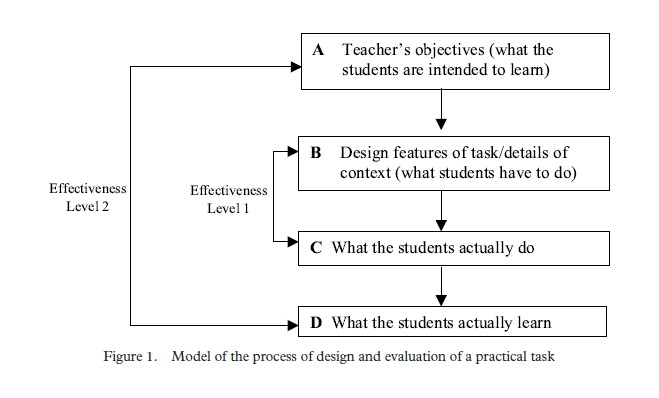 A Teacher's objectives (what the
students are intended to learn)
B Design features of task/details of
context (what students have to do)
Effectiveness
Level 2
Effectiveness
Level 1
C What the students actually do
D What the students actually learn
Figure 1. Model of the process of design and evaluation of a practical task